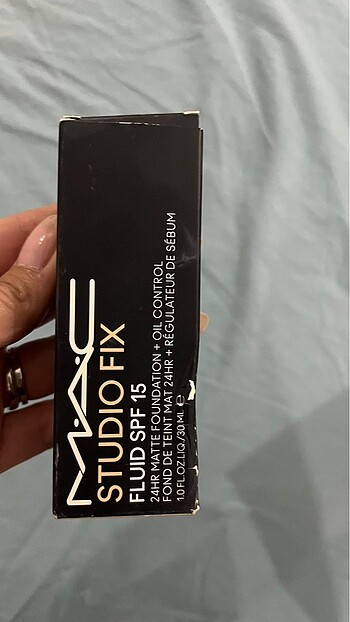 M·A·C
STUDIO FIX
FLUID SPF 15
24HR MATTE FOUNDATION + OIL CONTROL
FOND DE TEINT MAT 24HR + RÉGULATEUR DE SÉBUM
1.0 FL.OZ.LIQ./30 ML ℮